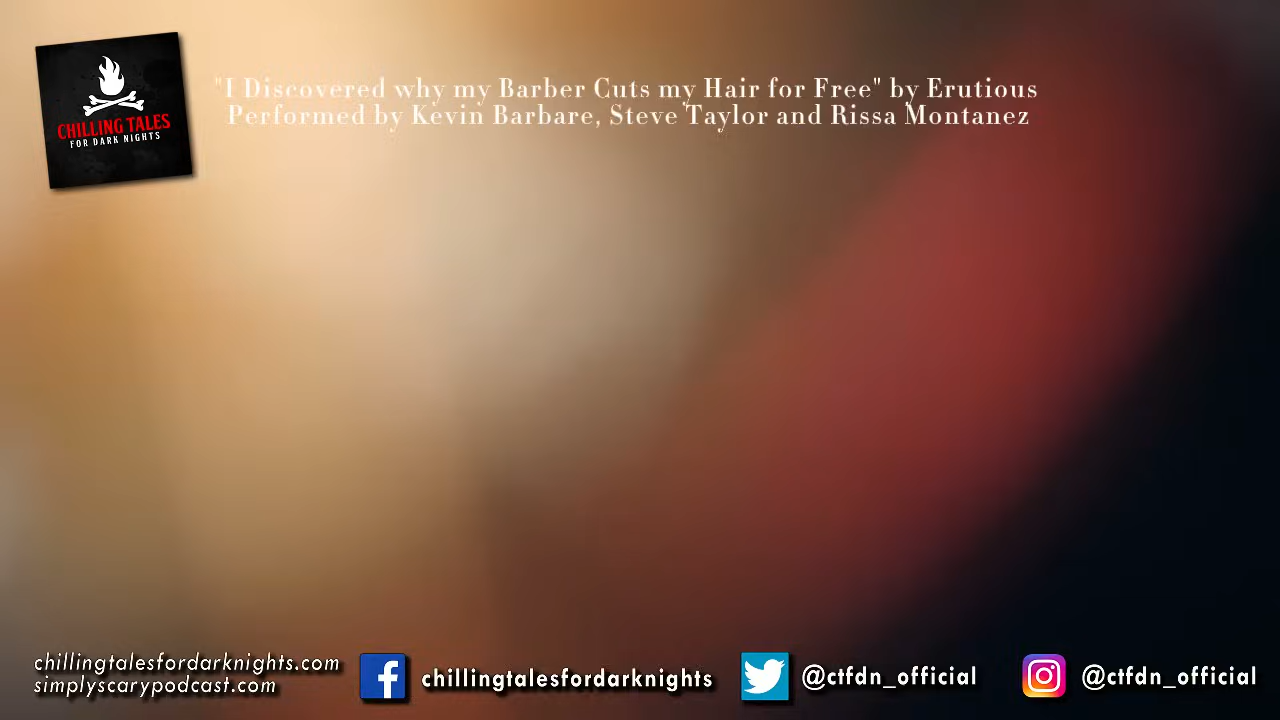 "I Discovered why my Barber Cuts my Hair for Free" by Erutious
Performed by Kevin Barbare, Steve Taylor and Rissa Montanez
CHILLING TALES
FOR DARK NIGHTS
chillingtalesfordarknights.com
simplyscarypodcast.com
chillingtalesfordarknights
@ctfdn_official
@ctfdn_official